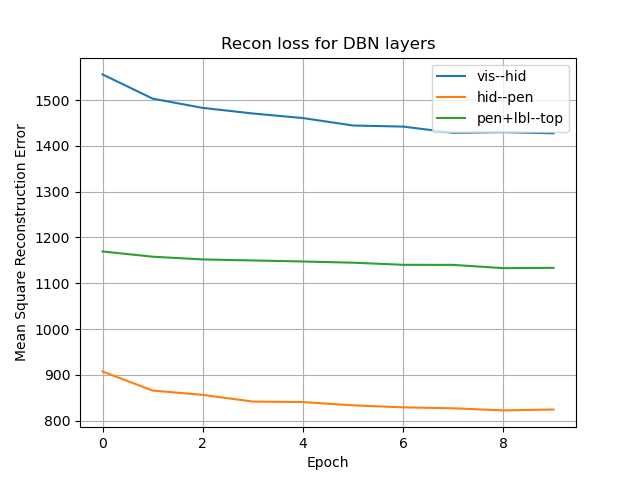 Recon loss for DBN layers
vis--hid
hid--pen
pen+lbl--top
Mean Square Reconstruction Error
1500
1400
1300
1200
1100
1000
900
800
0 2 4 6 8
Epoch